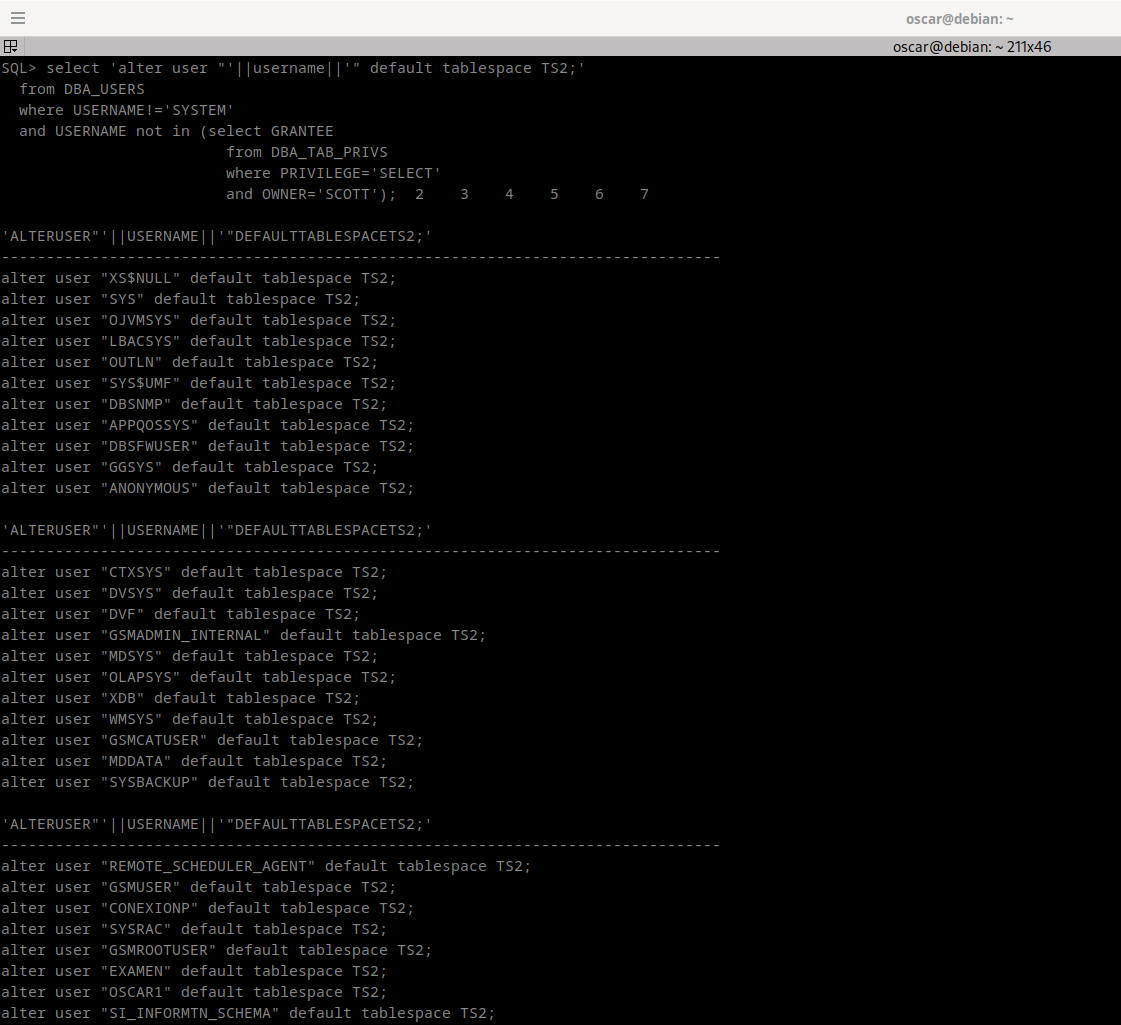 oscar@debian: ~
oscar@debian: ~ 211x46
SQL> select 'alter user "'||username||'" default tablespace TS2;'
  from DBA_USERS
  where USERNAME!='SYSTEM'
  and USERNAME not in (select GRANTEE
                         from DBA_TAB_PRIVS
                         where PRIVILEGE='SELECT'
                         and OWNER='SCOTT');  2    3    4    5    6    7
'ALTERUSER"'||USERNAME||'"DEFAULTTABLESPACETS2;'
--------------------------------------------------------------------------------
alter user "XS$NULL" default tablespace TS2;
alter user "SYS" default tablespace TS2;
alter user "OJVMSYS" default tablespace TS2;
alter user "LBACSYS" default tablespace TS2;
alter user "OUTLN" default tablespace TS2;
alter user "SYS$UMF" default tablespace TS2;
alter user "DBSNMP" default tablespace TS2;
alter user "APPQOSSYS" default tablespace TS2;
alter user "DBSFWUSER" default tablespace TS2;
alter user "GGSYS" default tablespace TS2;
alter user "ANONYMOUS" default tablespace TS2;
'ALTERUSER"'||USERNAME||'"DEFAULTTABLESPACETS2;'
--------------------------------------------------------------------------------
alter user "CTXSYS" default tablespace TS2;
alter user "DVSYS" default tablespace TS2;
alter user "DVF" default tablespace TS2;
alter user "GSMADMIN_INTERNAL" default tablespace TS2;
alter user "MDSYS" default tablespace TS2;
alter user "OLAPSYS" default tablespace TS2;
alter user "XDB" default tablespace TS2;
alter user "WMSYS" default tablespace TS2;
alter user "GSMCATUSER" default tablespace TS2;
alter user "MDDATA" default tablespace TS2;
alter user "SYSBACKUP" default tablespace TS2;
'ALTERUSER"'||USERNAME||'"DEFAULTTABLESPACETS2;'
--------------------------------------------------------------------------------
alter user "REMOTE_SCHEDULER_AGENT" default tablespace TS2;
alter user "GSMUSER" default tablespace TS2;
alter user "CONEXIONP" default tablespace TS2;
alter user "SYSRAC" default tablespace TS2;
alter user "GSMROOTUSER" default tablespace TS2;
alter user "EXAMEN" default tablespace TS2;
alter user "OSCAR1" default tablespace TS2;
alter user "SI_INFORMTN_SCHEMA" default tablespace TS2;